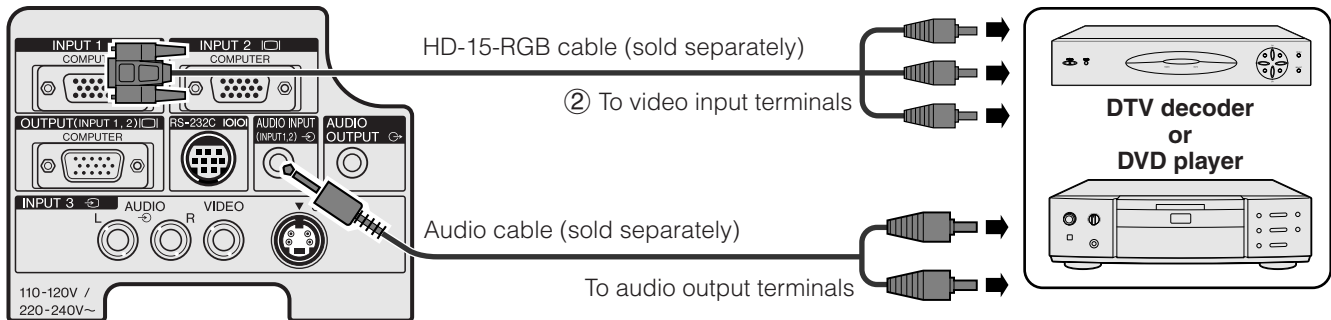 INPUT 1
INPUT 2
COMPUTER
HD-15-RGB cable (sold separately)
② To video input terminals
DTV decoder
or
DVD player
OUTPUT(INPUT 1, 2)
RS-232C IOIOI
AUDIO INPUT
(INPUT1,2)
AUDIO
OUTPUT
COMPUTER
INPUT 3
AUDIO
L
R
VIDEO
Audio cable (sold separately)
To audio output terminals
110-120V /
220-240V~